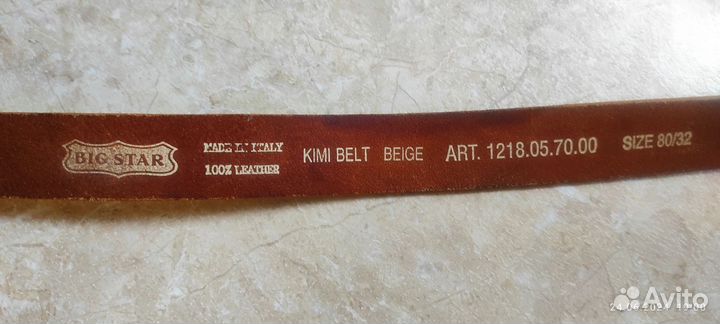 BIG STAR
MADE IN ITALY
100% LEATHER
KIMI BELT BEIGE
ART. 1218.05.70.00
SIZE 80/32
Avito